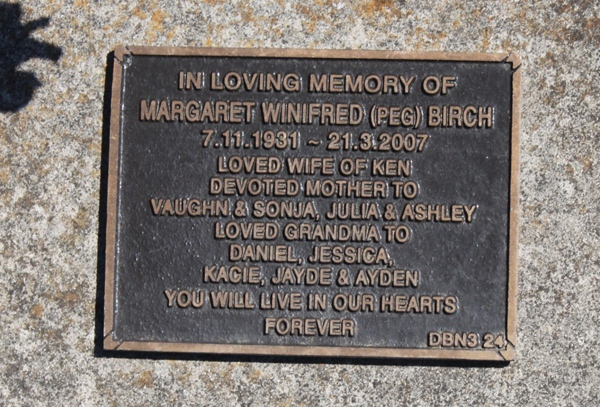 IN LOVING MEMORY OF
MARGARET WINIFRED (PEG) BIRCH
7.11.1931 ~ 21.3.2007
LOVED WIFE OF KEN
DEVOTED MOTHER TO
VAUGHN & SONJA, JULIA & ASHLEY
LOVED GRANDMA TO
DANIEL, JESSICA,
KACIE, JAYDE & AYDEN
YOU WILL LIVE IN OUR HEARTS
FOREVER
DBN3 24